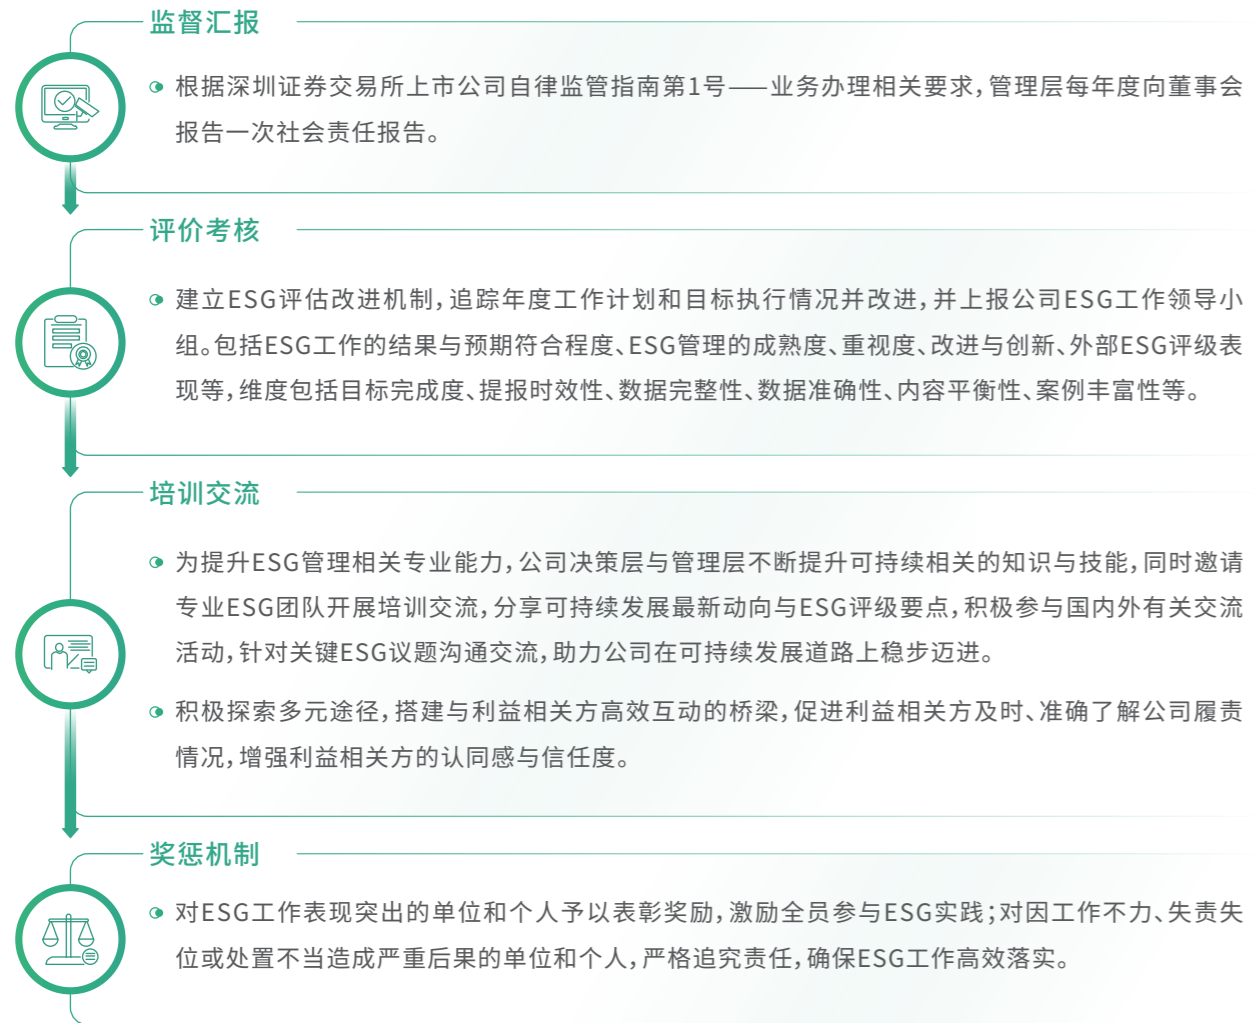 监督汇报
根据深圳证券交易所上市公司自律监管指南第1号——业务办理相关要求，管理层每年度向董事会
报告一次社会责任报告。
评价考核
建立ESG评估改进机制，追踪年度工作计划和目标执行情况并改进，并上报公司ESG工作领导小
组。包括ESG工作的结果与预期符合程度、ESG管理的成熟度、重视度、改进与创新、外部ESG评级表
现等，维度包括目标完成度、提报时效性、数据完整性、数据准确性、内容平衡性、案例丰富性等。
培训交流
为提升ESG管理相关专业能力，公司决策层与管理层不断提升可持续相关的知识与技能，同时邀请
专业ESG团队开展培训交流，分享可持续发展最新动向与ESG评级要点，积极参与国内外有关交流
活动，针对关键ESG议题沟通交流，助力公司在可持续发展道路上稳步迈进。
积极探索多元途径，搭建与利益相关方高效互动的桥梁，促进利益相关方及时、准确了解公司履责
情况，增强利益相关方的认同感与信任度。
奖惩机制
对ESG工作表现突出的单位和个人予以表彰奖励，激励全员参与ESG实践；对因工作不力、失责失
位或处置不当造成严重后果的单位和个人，严格追究责任，确保ESG工作高效落实。